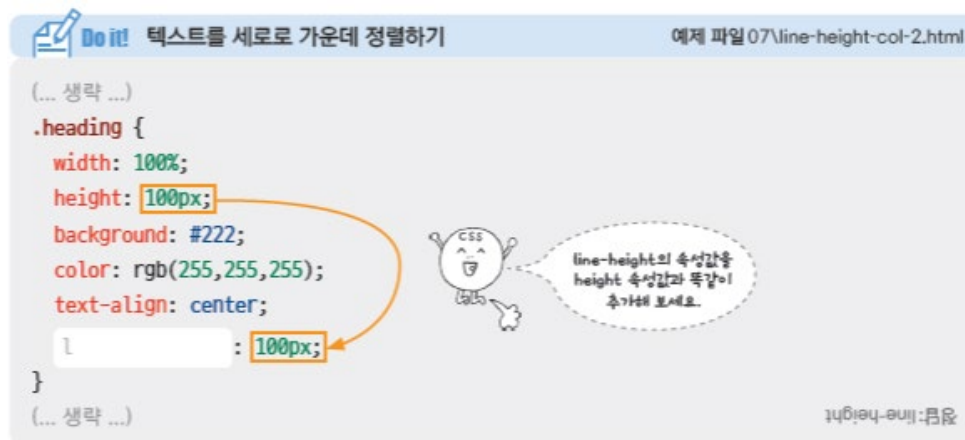 Do it! 텍스트를 세로로 가운데 정렬하기 예제 파일 07\line-height-col-2.html
(... 생략 ...)
.heading {
width: 100%;
height: 100px;
background: #222;
color: rgb(255,255,255);
text-align: center;
l : 100px;
}
(... 생략 ...)
CSS
line-height의 속성값을
height 속성값과 똑같이
추가해 보세요.
정답: line-height